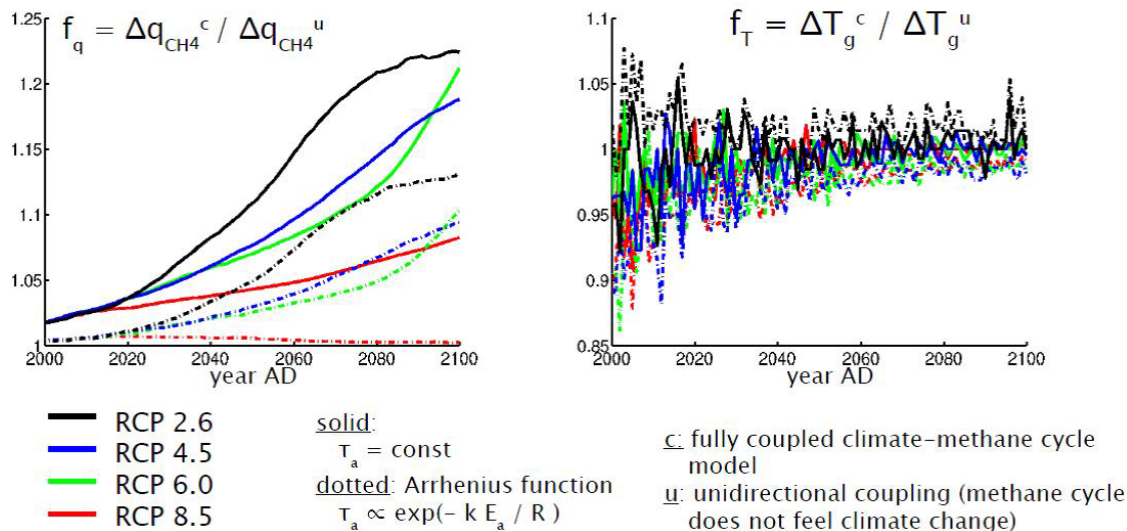 f_q = Δq_CH4^c / Δq_CH4^u
1.25
1.2
1.15
1.1
1.05
1
2000
2020
2040
2060
2080
2100
year AD
f_T = ΔT_g^c / ΔT_g^u
1.1
1.05
1.0
0.95
0.9
0.85
2000
2020
2040
2060
2080
2100
year AD
RCP 2.6
RCP 4.5
RCP 6.0
RCP 8.5
solid:
τ_a = const
dotted: Arrhenius function
τ_a ∝ exp(- k E_a / R )
c: fully coupled climate-methane cycle
model
u: unidirectional coupling (methane cycle
does not feel climate change)